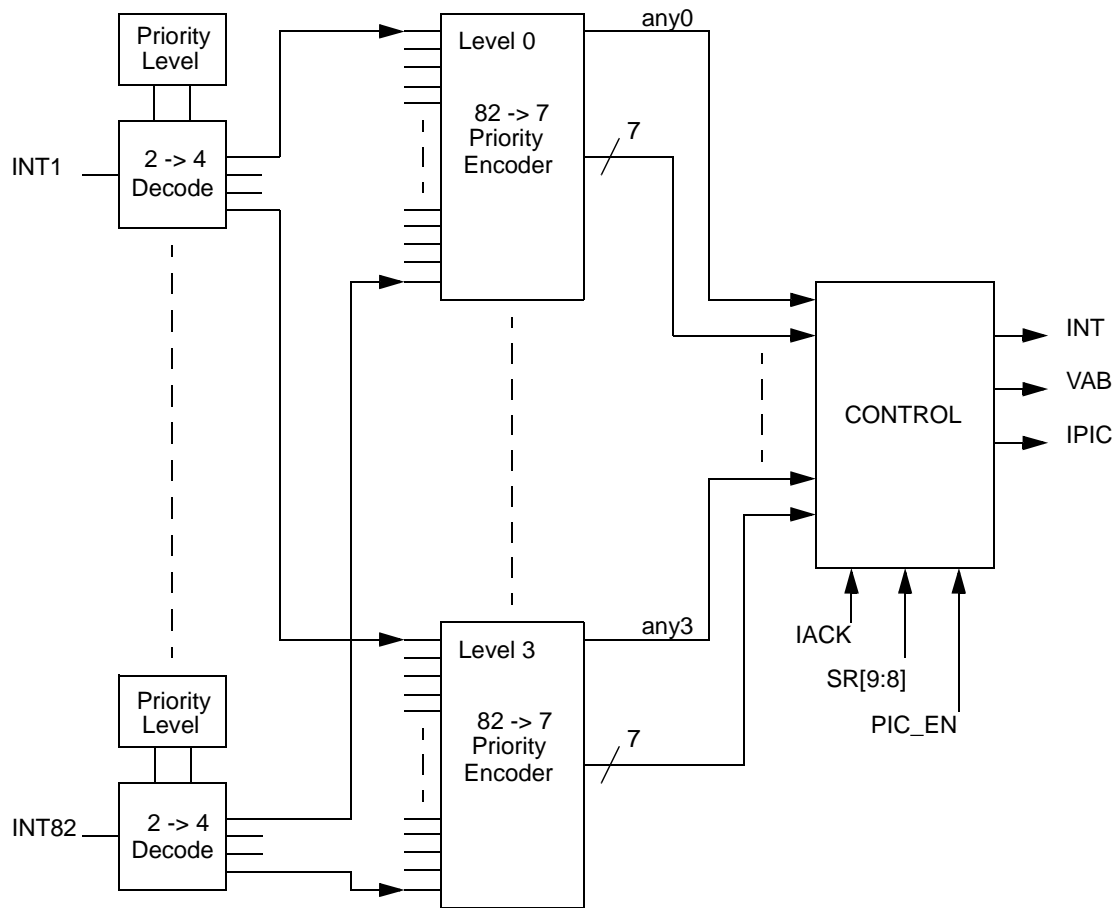 Priority
Level
INT1
2 -> 4
Decode
Level 0
82 -> 7
Priority
Encoder
any0
7
CONTROL
INT
VAB
IPIC
IACK
SR[9:8]
PIC_EN
Priority
Level
INT82
2 -> 4
Decode
Level 3
82 -> 7
Priority
Encoder
any3
7